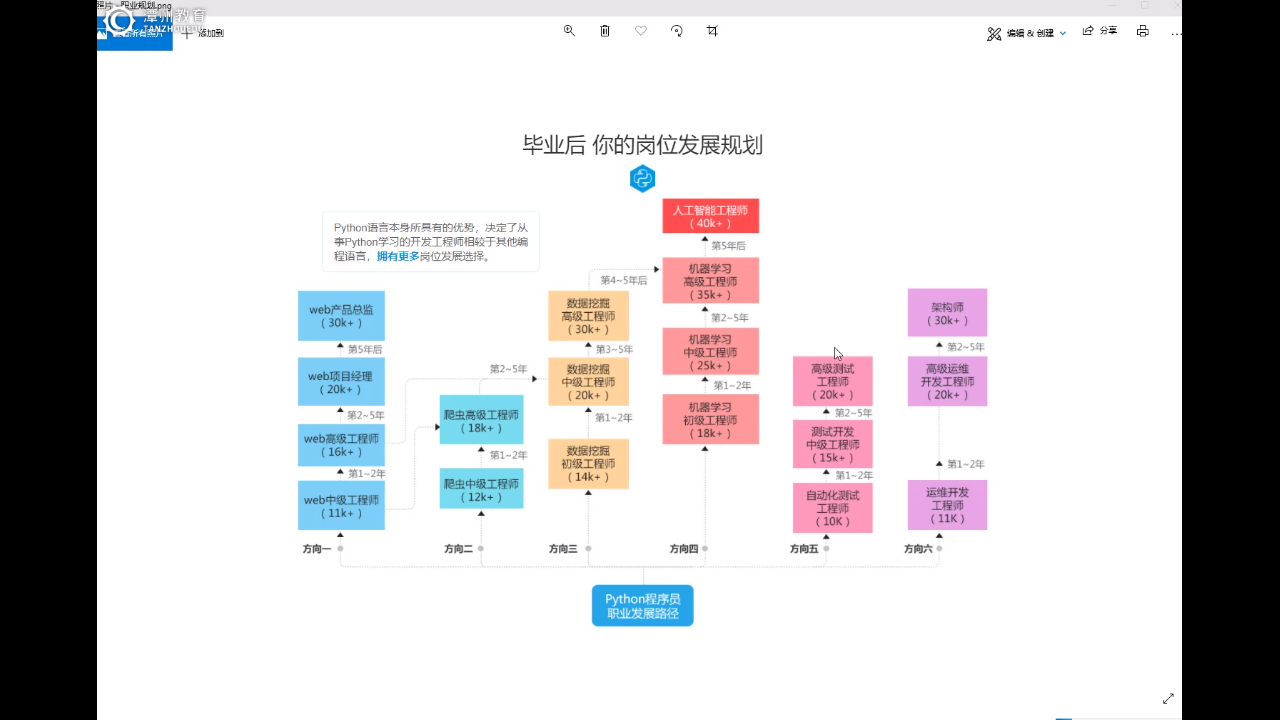 照片 - 职业规划.png
潭州教育
TANZHOUEDU
查看所有照片
添加到
编辑 & 创建
分享
毕业后 你的岗位发展规划
Python语言本身所具有的优势，决定了从
事Python学习的开发工程师相较于其他编
程语言，拥有更多岗位发展选择。
web产品总监
（30k+）
第5年后
web项目经理
（20k+）
第2~5年
web高级工程师
（16k+）
第1~2年
web中级工程师
（11k+）
方向一
第2~5年
爬虫高级工程师
（18k+）
第1~2年
爬虫中级工程师
（12k+）
方向二
第4~5年后
数据挖掘
高级工程师
（30k+）
第3~5年
数据挖掘
中级工程师
（20k+）
第1~2年
数据挖掘
初级工程师
（14k+）
方向三
人工智能工程师
（40k+）
第5年后
机器学习
高级工程师
（35k+）
第2~5年
机器学习
中级工程师
（25k+）
第1~2年
机器学习
初级工程师
（18k+）
方向四
高级测试
工程师
（20k+）
第2~5年
测试开发
中级工程师
（15k+）
第1~2年
自动化测试
工程师
（10K）
方向五
架构师
（30k+）
第2~5年
高级运维
开发工程师
（20k+）
第1~2年
运维开发
工程师
（11K）
方向六
Python程序员
职业发展路径